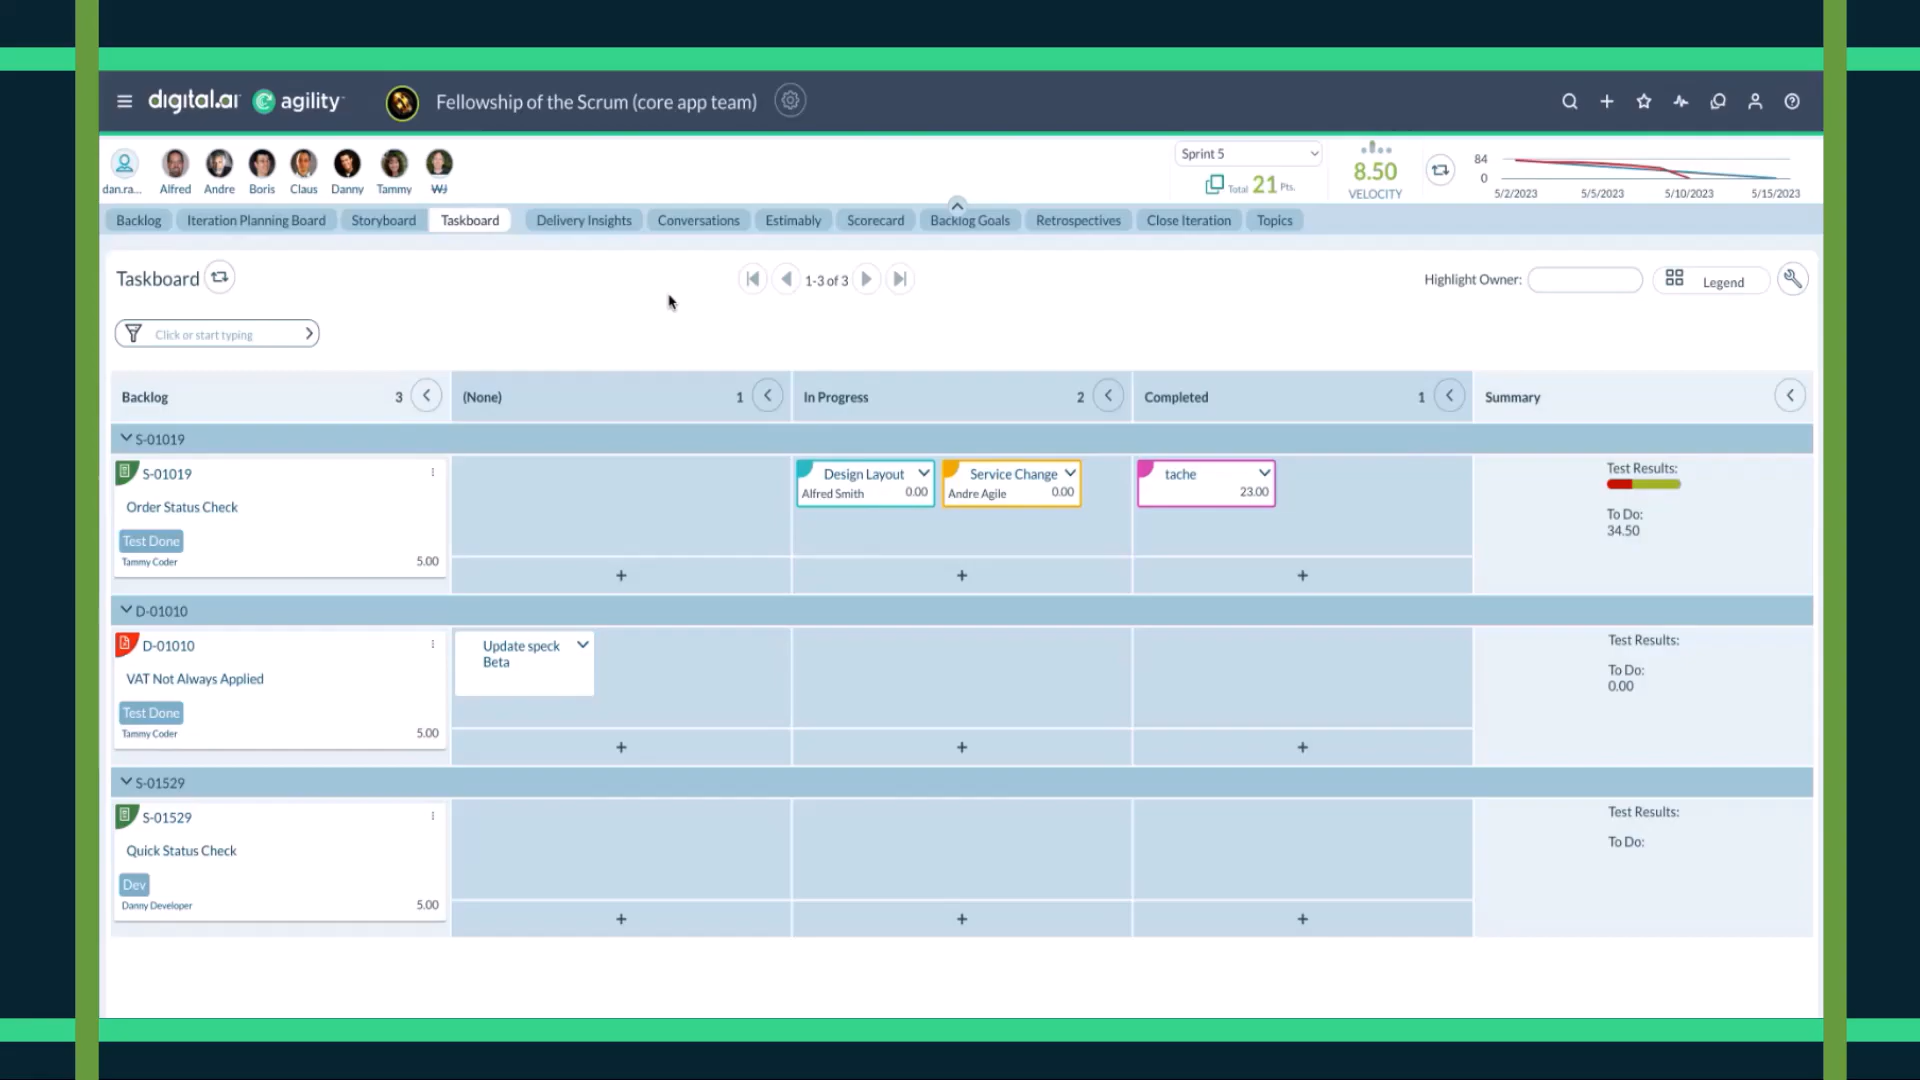 digital.ai agility Fellowship of the Scrum (core app team)
dan.ra... Alfred Andre Boris Claus Danny Tammy WJ
Sprint 5
Total 21 Pts.
8.50
VELOCITY
84
0
5/2/2023 5/5/2023 5/10/2023 5/15/2023
Backlog Iteration Planning Board Storyboard Taskboard Delivery Insights Conversations Estimably Scorecard Backlog Goals Retrospectives Close Iteration Topics
Taskboard 1-3 of 3 Highlight Owner: Legend
Click or start typing
Backlog 3 (None) 1 In Progress 2 Completed 1 Summary
S-01019
S-01019
Order Status Check
Test Done
Tammy Coder 5.00
Design Layout
Alfred Smith 0.00
Service Change
Andre Agile 0.00
tache
23.00
Test Results:
To Do:
34.50
+ + +
D-01010
D-01010
VAT Not Always Applied
Test Done
Tammy Coder 5.00
Update speck
Beta
Test Results:
To Do:
0.00
+ + +
S-01529
S-01529
Quick Status Check
Dev
Danny Developer 5.00
Test Results:
To Do:
+ + +